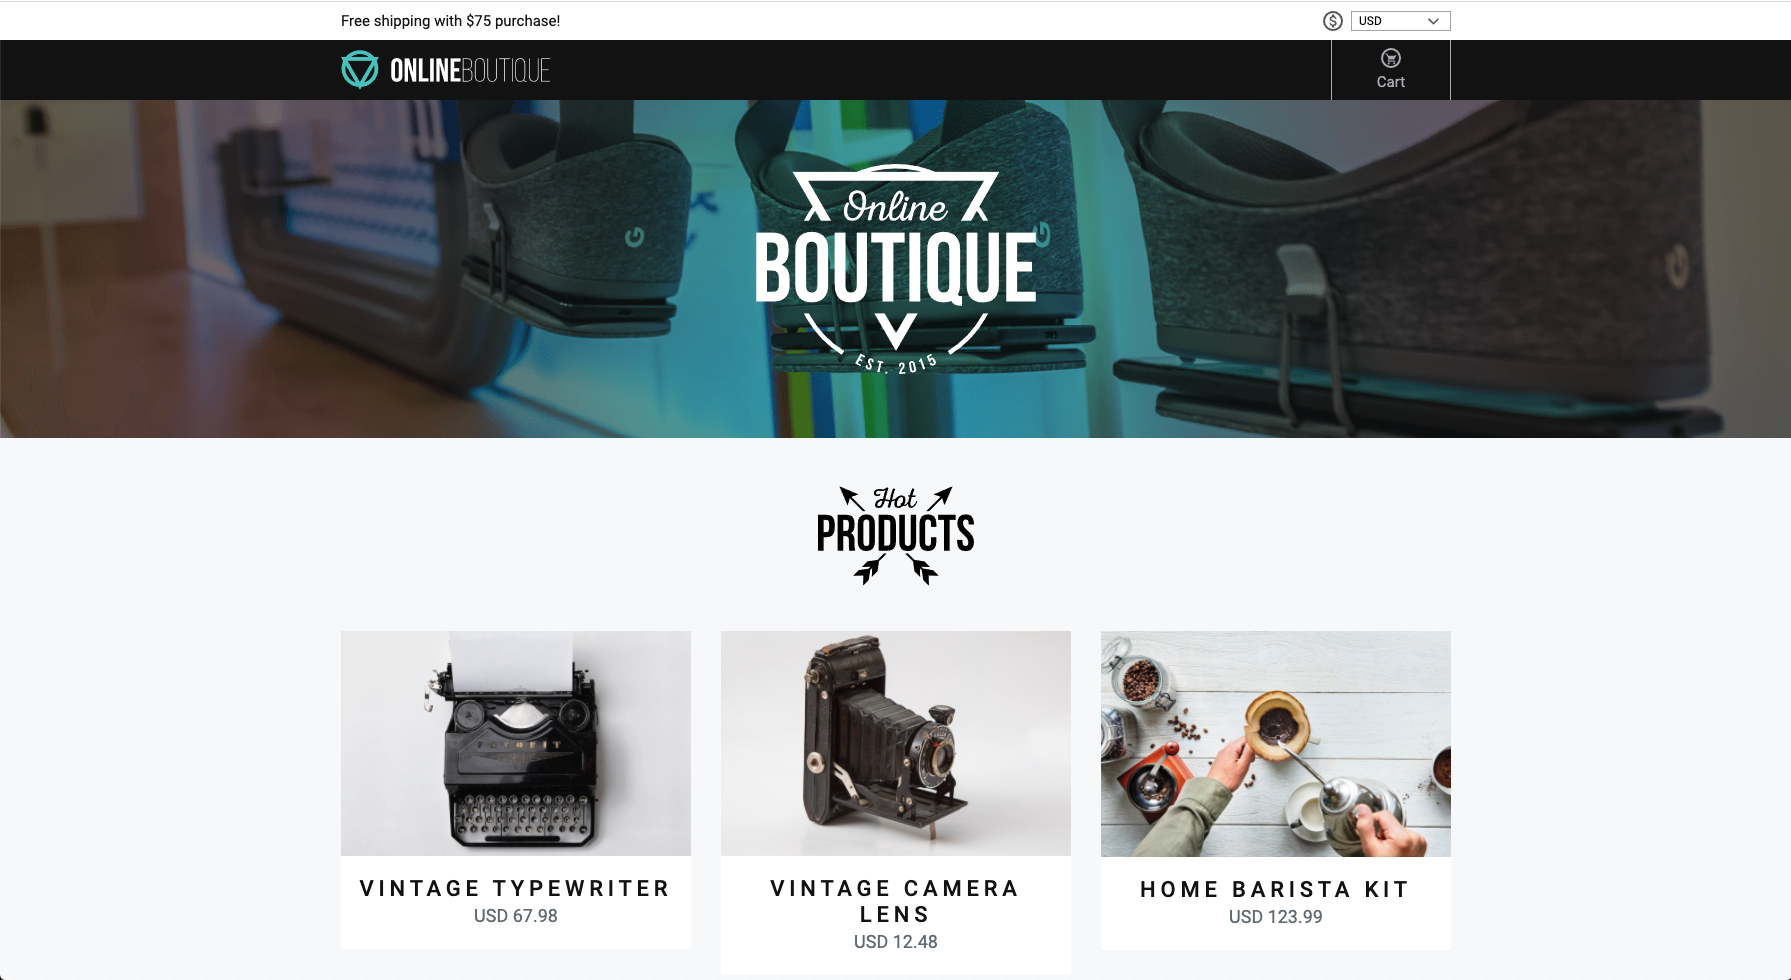 Free shipping with $75 purchase!
$
USD
ONLINEBOUTIQUE
Cart
G
G
G
Online
BOUTIQUE
EST. 2015
Hot
PRODUCTS
VINTAGE TYPEWRITER
USD 67.98
VINTAGE CAMERA
LENS
USD 12.48
HOME BARISTA KIT
USD 123.99